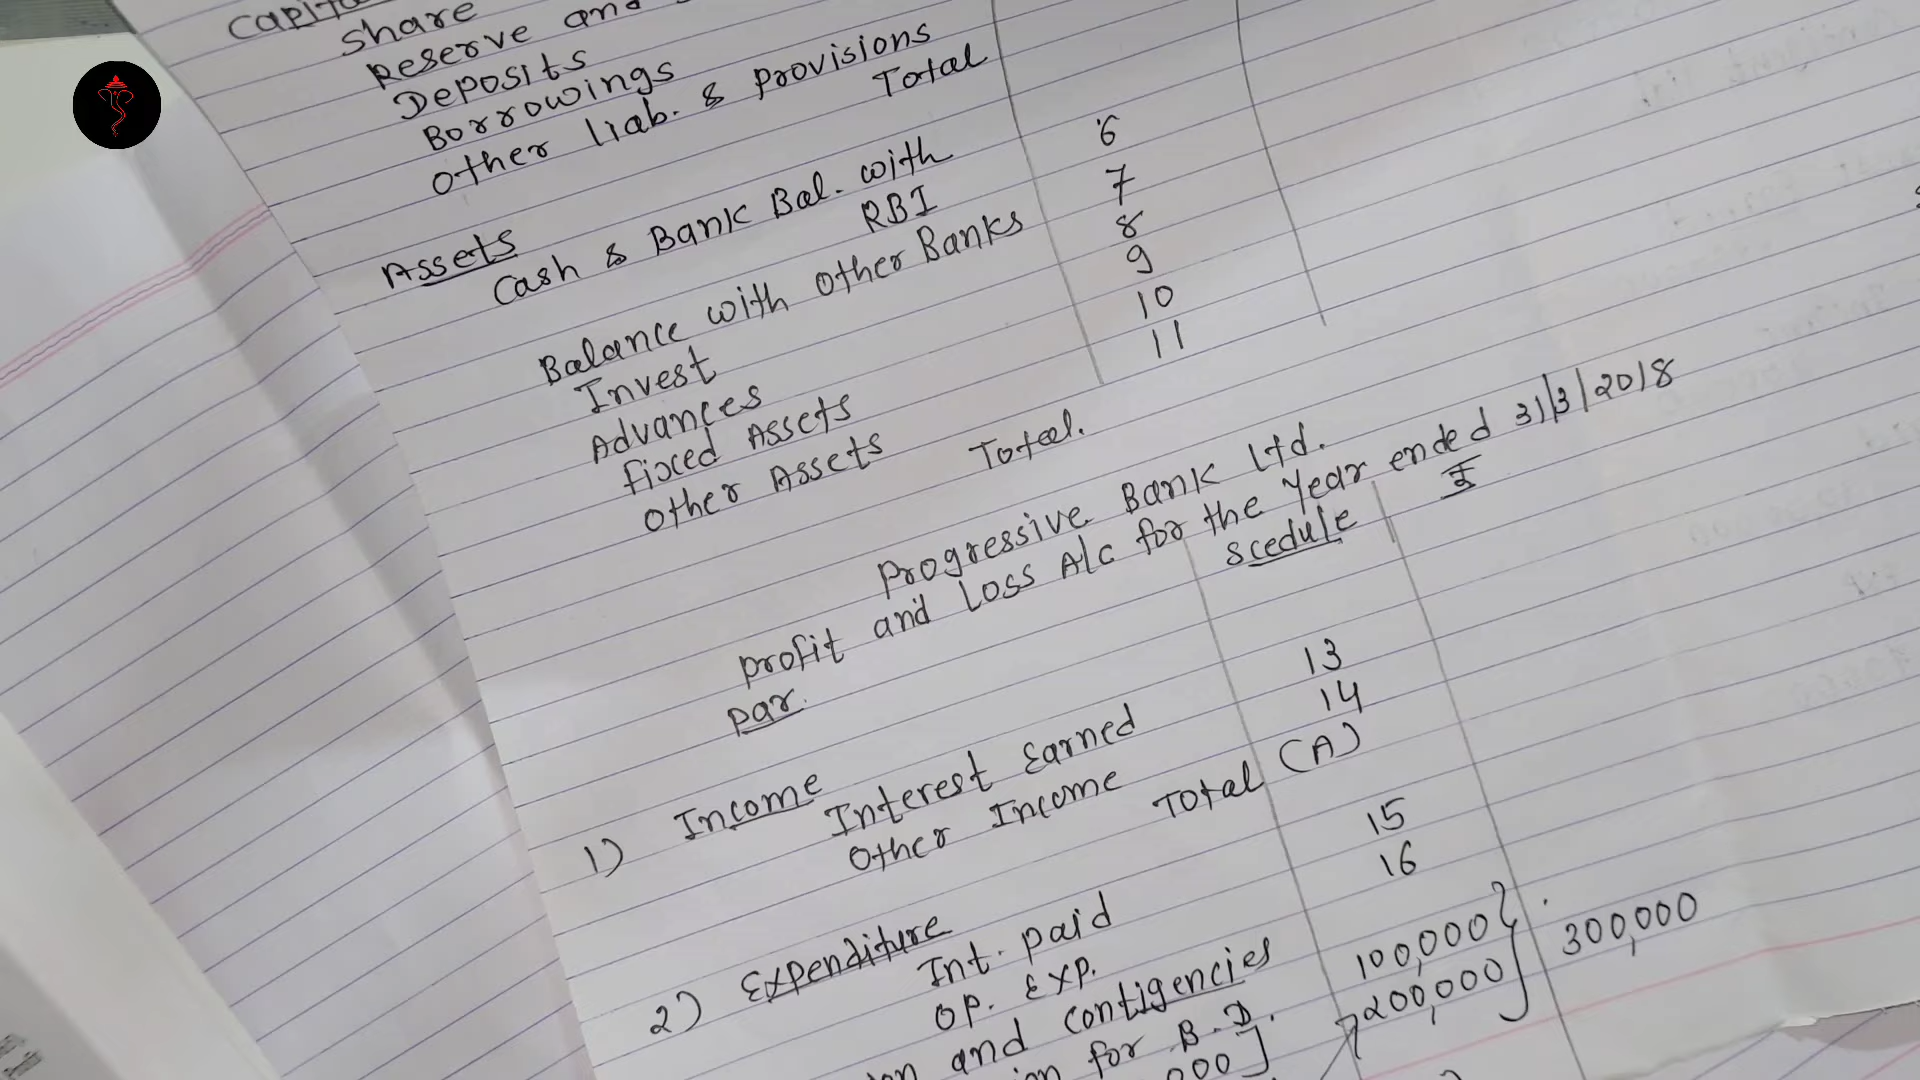 Share
Reserve and
Deposits
Borrowings
Other liab. & Provisions
Total
Assets
Cash & Bank Bal. with 6
RBI
Balance with other Banks 7
Invest 8
Advances 9
Fixed Assets 10
Other Assets 11
Total.
Progressive Bank Ltd.
Profit and Loss A/c for the Year ended 31/3/2018
Par. Scedule ₹
1) Income
Interest Earned 13
Other Income 14
Total (A)
2) Expenditure
Int. paid 15
Op. Exp. 16
and contigencies 100,000
for B.D. 200,000 300,000
000]